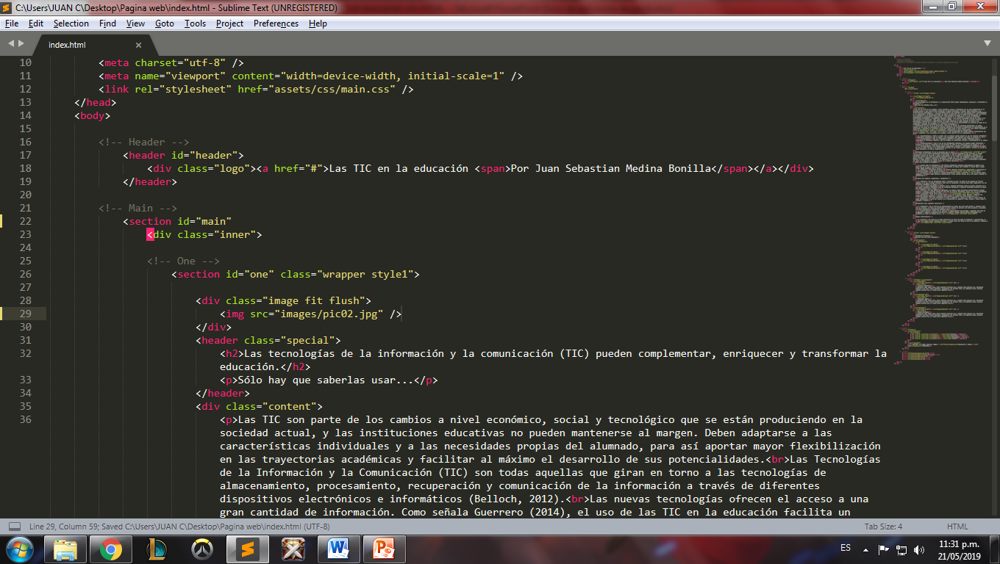 C:\Users\JUAN C\Desktop\Pagina web\index.html - Sublime Text (UNREGISTERED)
File Edit Selection Find View Goto Tools Project Preferences Help
index.html
10 <meta charset="utf-8" />
11 <meta name="viewport" content="width=device-width, initial-scale=1" />
12 <link rel="stylesheet" href="assets/css/main.css" />
13 </head>
14 <body>
15
16 <!-- Header -->
17 <header id="header">
18 <div class="logo"><a href="#">Las TIC en la educación <span>Por Juan Sebastian Medina Bonilla</span></a></div>
19 </header>
20
21 <!-- Main -->
22 <section id="main"
23 <div class="inner">
24
25 <!-- One -->
26 <section id="one" class="wrapper style1">
27
28 <div class="image fit flush">
29 <img src="images/pic02.jpg" />
30 </div>
31 <header class="special">
32 <h2>Las tecnologías de la información y la comunicación (TIC) pueden complementar, enriquecer y transformar la
educación.</h2>
33 <p>Sólo hay que saberlas usar...</p>
34 </header>
35 <div class="content">
36 <p>Las TIC son parte de los cambios a nivel económico, social y tecnológico que se están produciendo en la
sociedad actual, y las instituciones educativas no pueden mantenerse al margen. Deben adaptarse a las
características individuales y a las necesidades propias del alumnado, para así aportar mayor flexibilización
en las trayectorias académicas y facilitar al máximo el desarrollo de sus potencialidades.<br>Las Tecnologías
de la Información y la Comunicación (TIC) son todas aquellas que giran en torno a las tecnologías de
almacenamiento, procesamiento, recuperación y comunicación de la información a través de diferentes
dispositivos electrónicos e informáticos (Belloch, 2012).<br>Las nuevas tecnologías ofrecen el acceso a una
gran cantidad de información. Como señala Guerrero (2014), el uso de las TIC en la educación facilita un
Line 29, Column 59; Saved C:\Users\JUAN C\Desktop\Pagina web\index.html (UTF-8) Tab Size: 4 HTML
ES 11:31 p.m.
21/05/2019